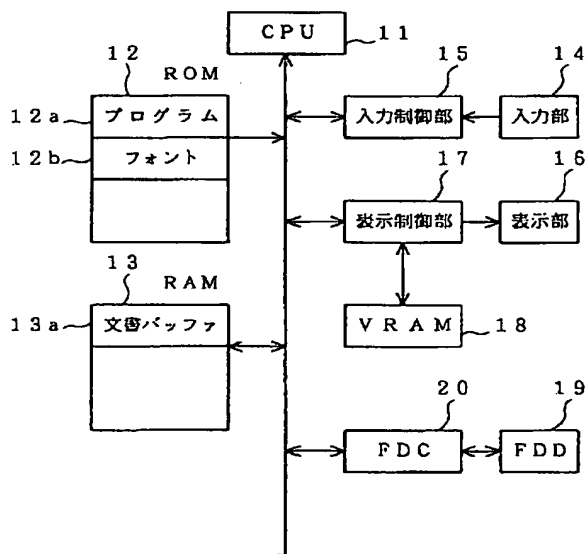 CPU
11
12
ROM
12a
プログラム
12b
フォント
13
RAM
13a
文書バッファ
15
14
入力制御部
入力部
17
16
表示制御部
表示部
VRAM
18
20
19
FDC
FDD